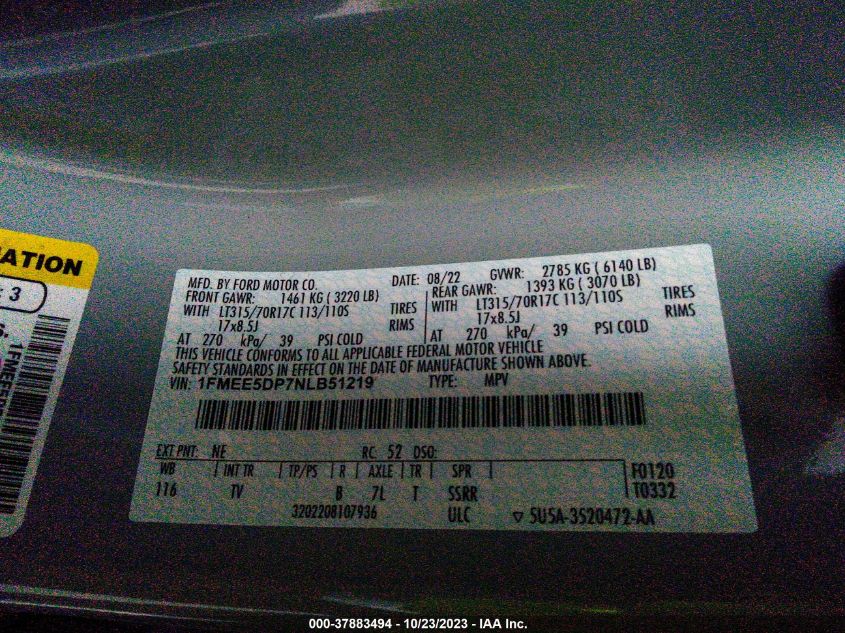 ATION
: 3
1FMEE5
MFD. BY FORD MOTOR CO. DATE: 08/22 GVWR: 2785 KG ( 6140 LB)
FRONT GAWR: 1461 KG ( 3220 LB) REAR GAWR: 1393 KG ( 3070 LB)
WITH LT315/70R17C 113/110S TIRES WITH LT315/70R17C 113/110S TIRES
17x8.5J RIMS 17x8.5J RIMS
AT 270 kPa/ 39 PSI COLD AT 270 kPa/ 39 PSI COLD
THIS VEHICLE CONFORMS TO ALL APPLICABLE FEDERAL MOTOR VEHICLE
SAFETY STANDARDS IN EFFECT ON THE DATE OF MANUFACTURE SHOWN ABOVE.
VIN: 1FMEE5DP7NLB51219 TYPE: MPV
EXT PNT: NE RC: 52 DSO:
WB INT TR TP/PS R AXLE TR SPR F0120
116 TV B 7L T SSRR T0332
3202208107936 ULC ▽ 5U5A-3520472-AA
000-37883494 - 10/23/2023 - IAA Inc.